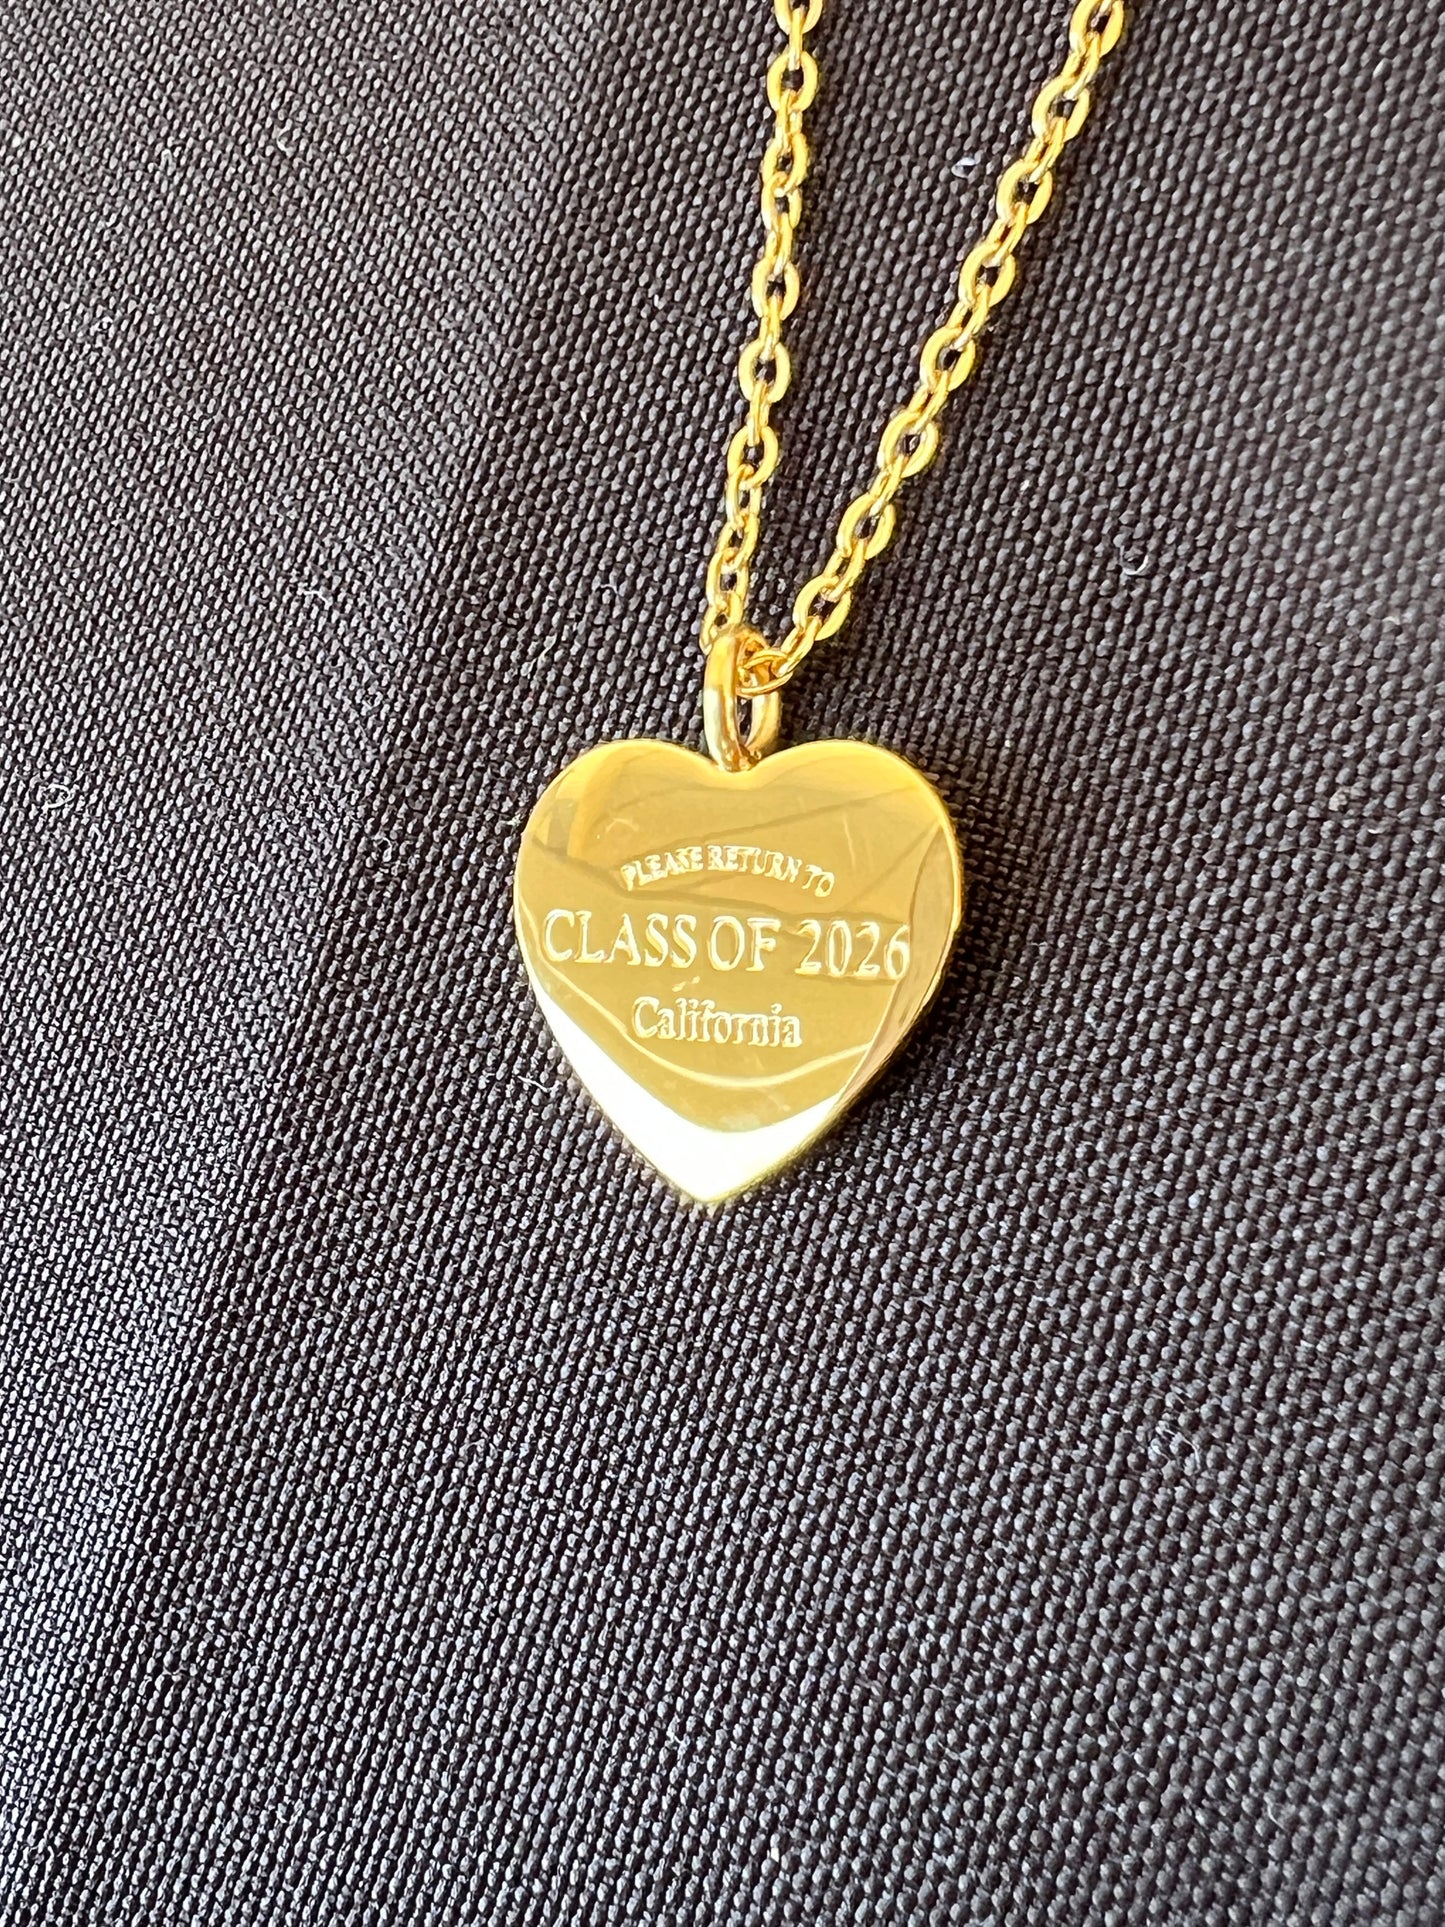 PLEASE RETURN TO
CLASS OF 2026
California